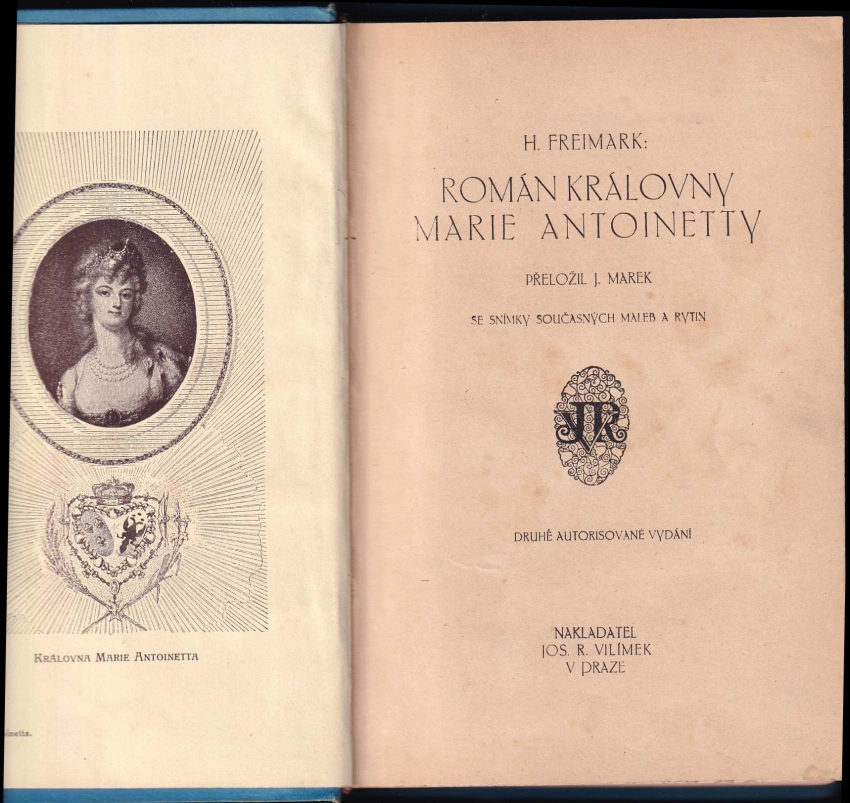 KRÁLOVNA MARIE ANTOINETTA
H. FREIMARK:
ROMÁN KRÁLOVNY
MARIE ANTOINETTY
PŘELOŽIL J. MAREK
SE SNÍMKY SOUČASNÝCH MALEB A RYTIN
JRV
DRUHÉ AUTORISOVANÉ VYDÁNÍ
NAKLADATEL
JOS. R. VILÍMEK
V PRAZE